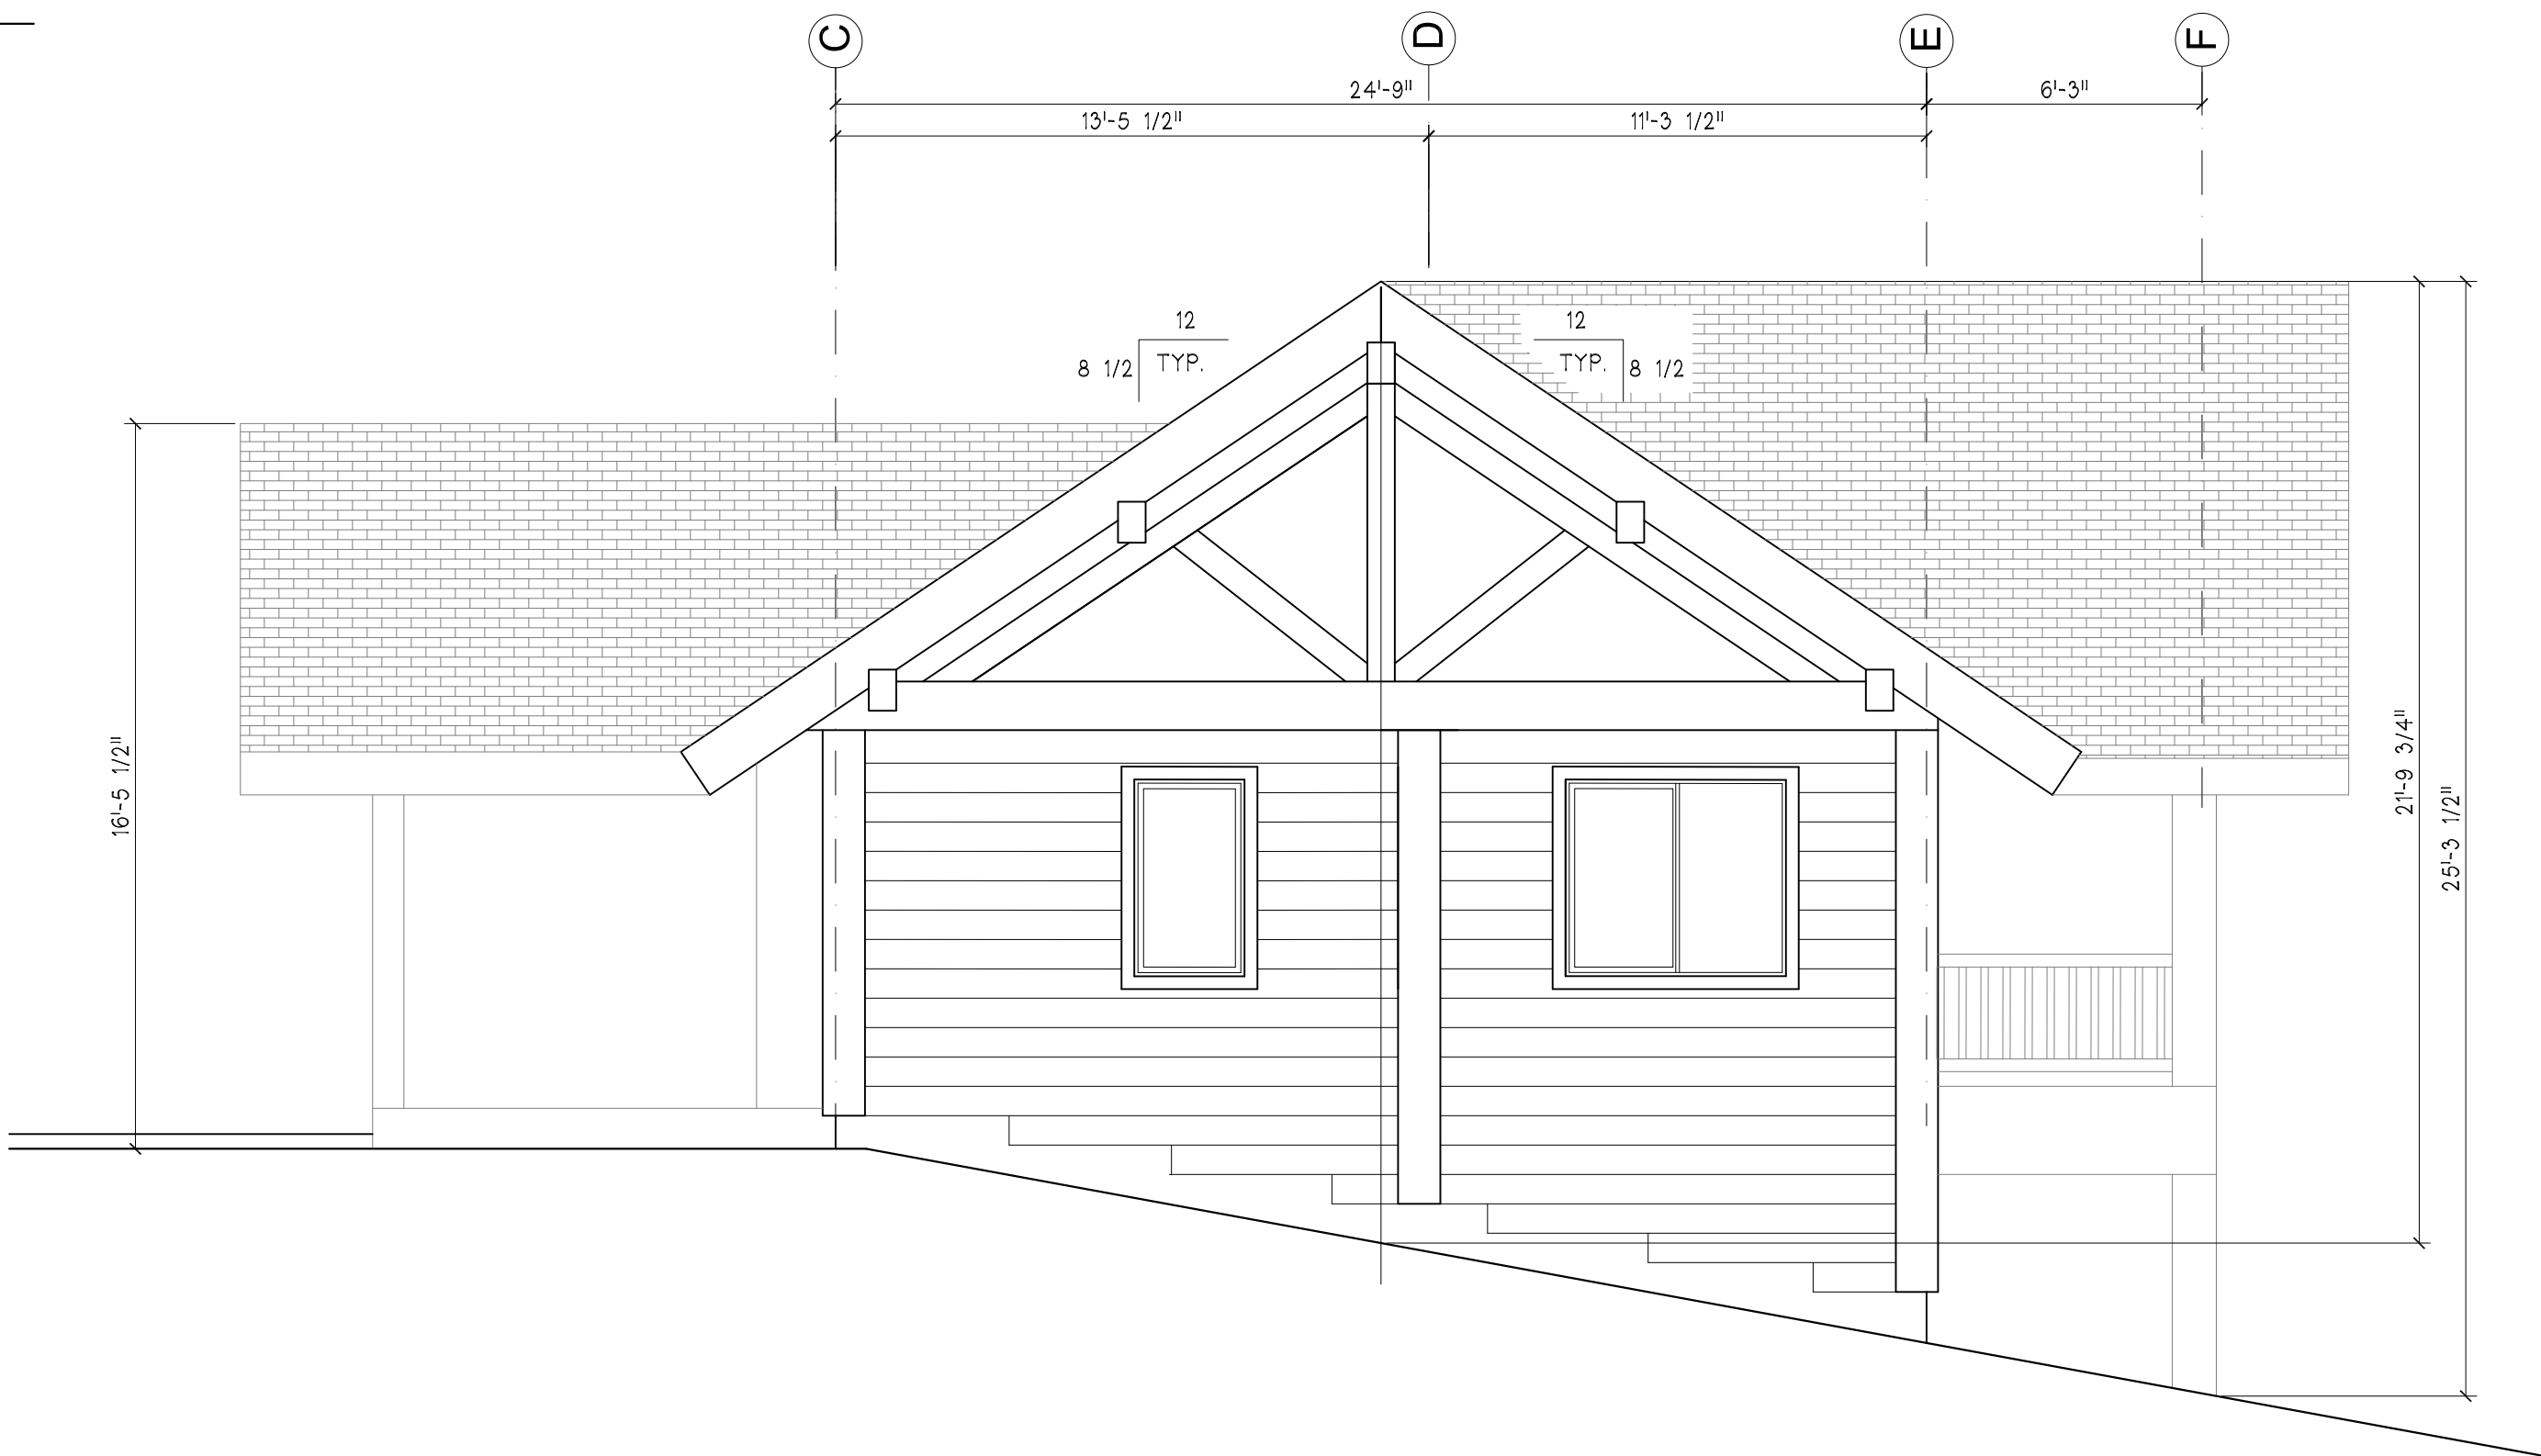 C D E F
24'-9" 6'-3"
13'-5 1/2" 11'-3 1/2"
12 12
TYP. TYP.
8 1/2 8 1/2
16'-5 1/2"
21'-9 3/4"
25'-3 1/2"